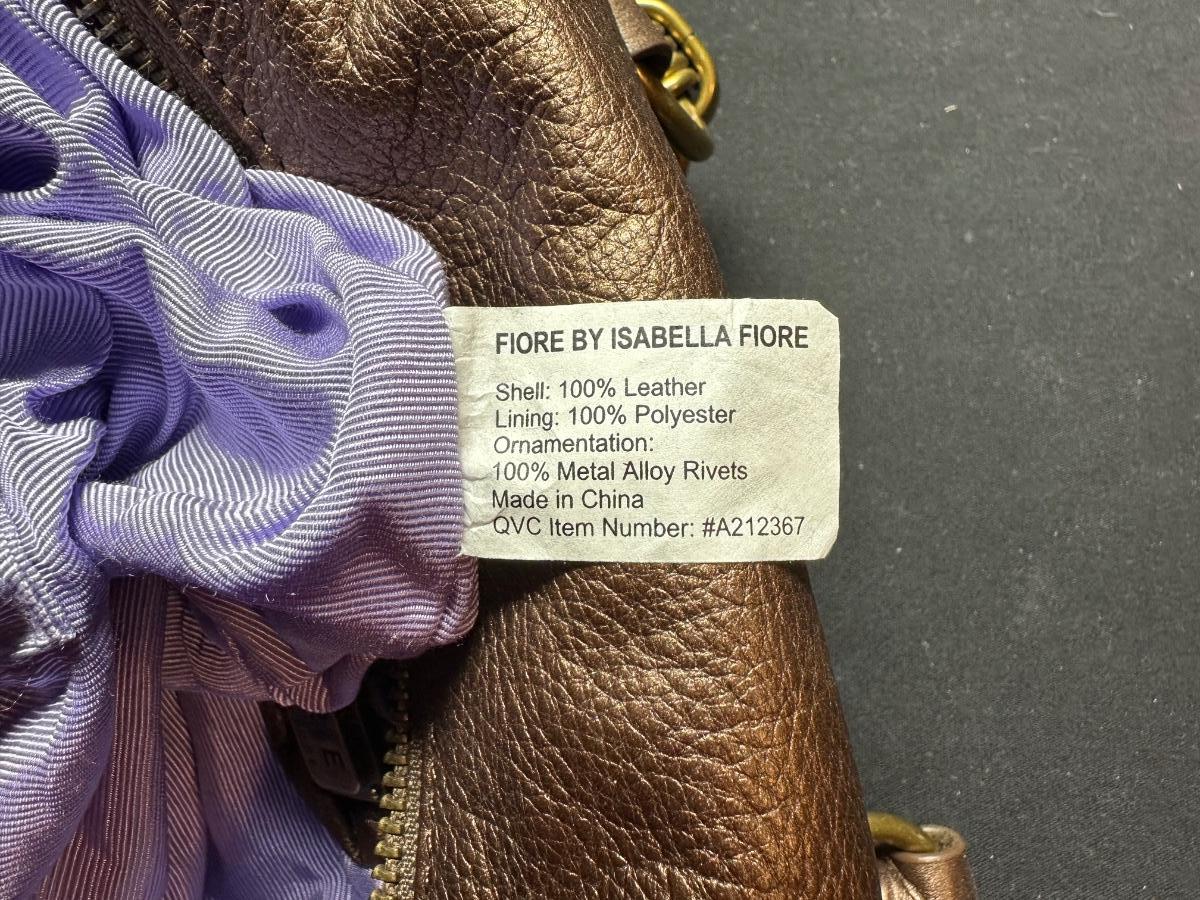 FIORE BY ISABELLA FIORE
Shell: 100% Leather
Lining: 100% Polyester
Ornamentation:
100% Metal Alloy Rivets
Made in China
QVC Item Number: #A212367